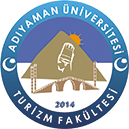 ADIYAMAN ÜNİVERSİTESİ
2014
TURİZM FAKÜLTESİ